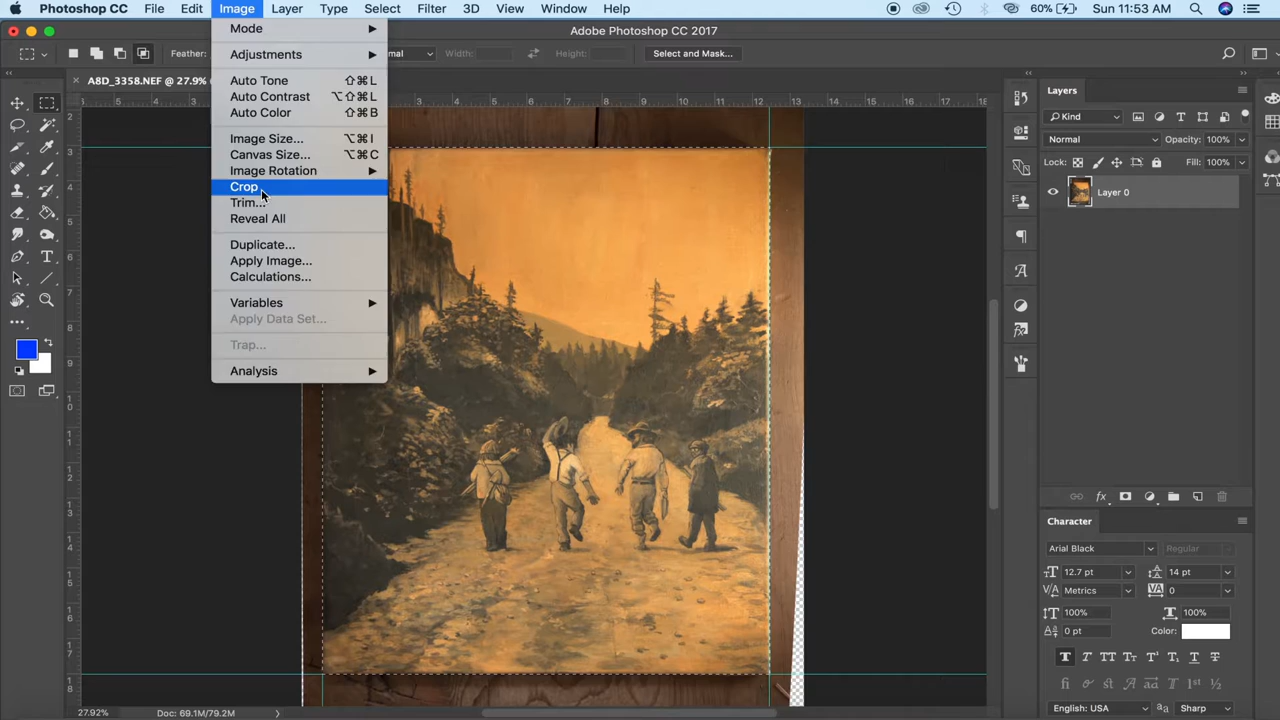 Photoshop CC File Edit Image Layer Type Select Filter 3D View Window Help 60% Sun 11:53 AM
Adobe Photoshop CC 2017
Feather: Width: Height: Select and Mask...
A8D_3358.NEF @ 27.9%
Mode
Adjustments
Auto Tone ⇧⌘L
Auto Contrast ⌥⇧⌘L
Auto Color ⇧⌘B
Image Size... ⌥⌘I
Canvas Size... ⌥⌘C
Image Rotation
Crop
Trim...
Reveal All
Duplicate...
Apply Image...
Calculations...
Variables
Apply Data Set...
Trap...
Analysis
Layers
Kind
Normal Opacity: 100%
Lock: Fill: 100%
Layer 0
Character
Arial Black Regular
12.7 pt 14 pt
Metrics 0
100% 100%
0 pt Color:
English: USA Sharp
27.92% Doc: 69.1M/79.2M